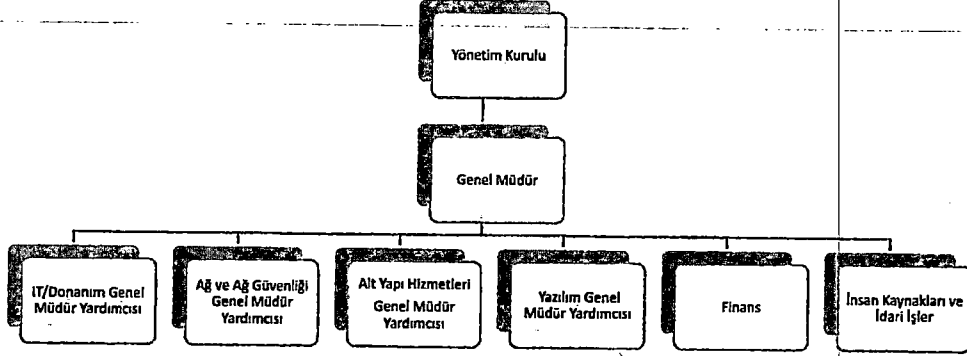 Yönetim Kurulu
Genel Müdür
IT/Donanım Genel
Müdür Yardımcısı
Ağ ve Ağ Güvenliği
Genel Müdür
Yardımcısı
Alt Yapı Hizmetleri
Genel Müdür
Yardımcısı
Yazılım Genel
Müdür Yardımcısı
Finans
İnsan Kaynakları ve
İdari İşler